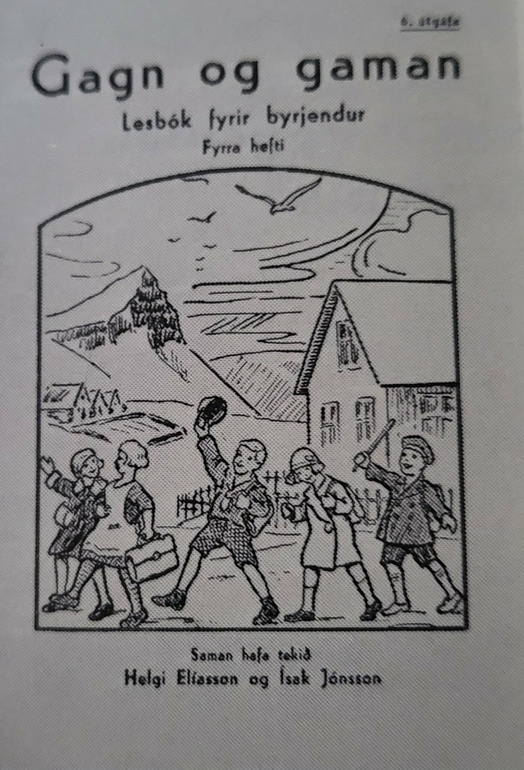 6. útgáfa
Gagn og gaman
Lesbók fyrir byrjendur
Fyrra hefti
Saman hafa tekið
Helgi Elíasson og Ísak Jónsson